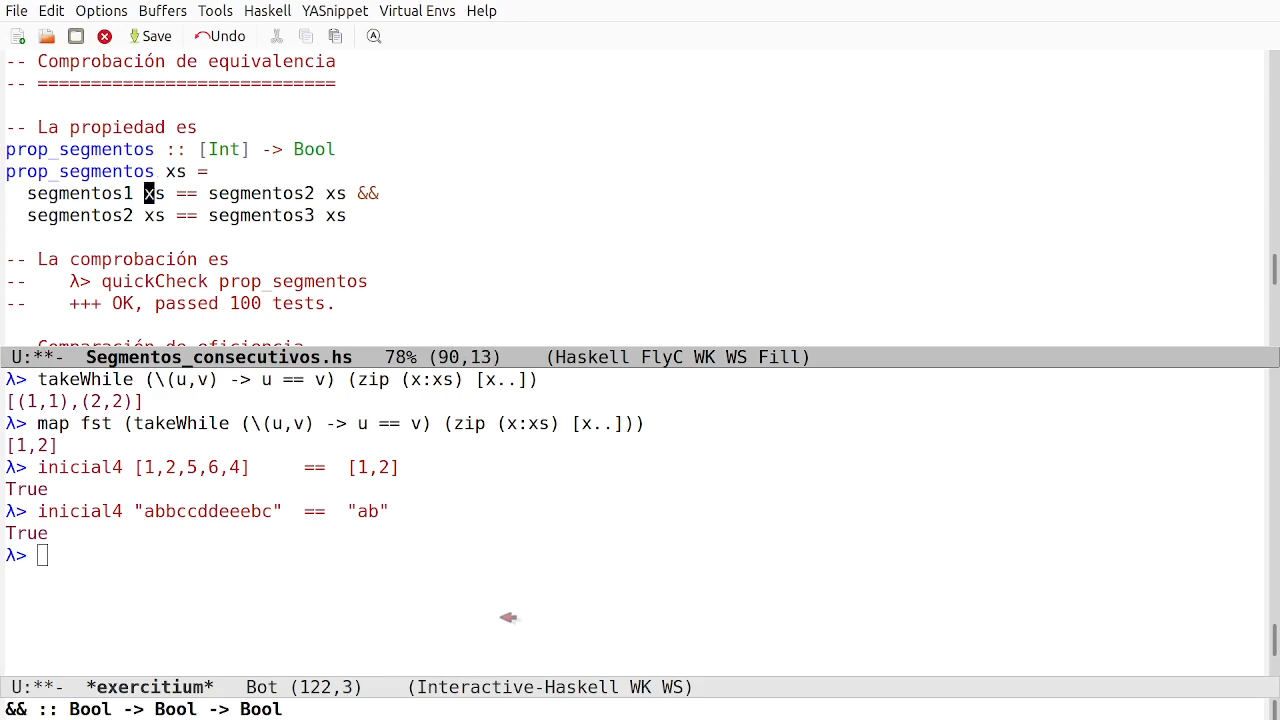 File Edit Options Buffers Tools Haskell YASnippet Virtual Envs Help
Save Undo
-- Comprobación de equivalencia
-- ============================
-- La propiedad es
prop_segmentos :: [Int] -> Bool
prop_segmentos xs =
  segmentos1 xs == segmentos2 xs &&
  segmentos2 xs == segmentos3 xs
-- La comprobación es
--    λ> quickCheck prop_segmentos
--    +++ OK, passed 100 tests.
-- Comparación de eficiencia
U:**-  Segmentos_consecutivos.hs   78% (90,13)    (Haskell FlyC WK WS Fill)
λ> takeWhile (\(u,v) -> u == v) (zip (x:xs) [x..])
[(1,1),(2,2)]
λ> map fst (takeWhile (\(u,v) -> u == v) (zip (x:xs) [x..]))
[1,2]
λ> inicial4 [1,2,5,6,4]     ==  [1,2]
True
λ> inicial4 "abbccddeeebc"  ==  "ab"
True
λ>
U:**-  *exercitium*   Bot (122,3)    (Interactive-Haskell WK WS)
&& :: Bool -> Bool -> Bool